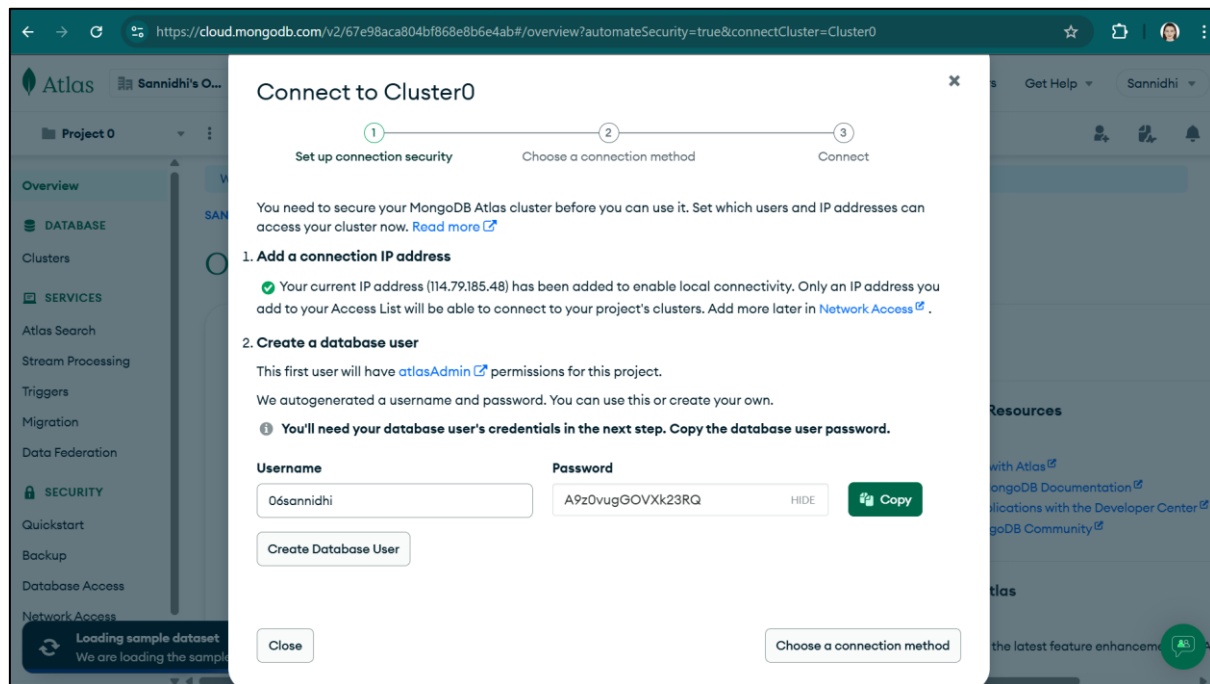 https://cloud.mongodb.com/v2/67e98aca804bf868e8b6e4ab#/overview?automateSecurity=true&connectCluster=Cluster0
Atlas
Sannidhi's O...
Get Help
Sannidhi
Project 0
Overview
DATABASE
Clusters
SERVICES
Atlas Search
Stream Processing
Triggers
Migration
Data Federation
SECURITY
Quickstart
Backup
Database Access
Network Access
Loading sample dataset
We are loading the sample
SAN
Connect to Cluster0
1
2
3
Set up connection security
Choose a connection method
Connect
You need to secure your MongoDB Atlas cluster before you can use it. Set which users and IP addresses can
access your cluster now. Read more
1. Add a connection IP address
Your current IP address (114.79.185.48) has been added to enable local connectivity. Only an IP address you
add to your Access List will be able to connect to your project's clusters. Add more later in Network Access .
2. Create a database user
This first user will have atlasAdmin permissions for this project.
We autogenerated a username and password. You can use this or create your own.
You'll need your database user's credentials in the next step. Copy the database user password.
Username
Password
06sannidhi
A9z0vugGOVXk23RQ
HIDE
Copy
Create Database User
Close
Choose a connection method
Resources
with Atlas
ongoDB Documentation
lications with the Developer Center
goDB Community
tlas
the latest feature enhancem